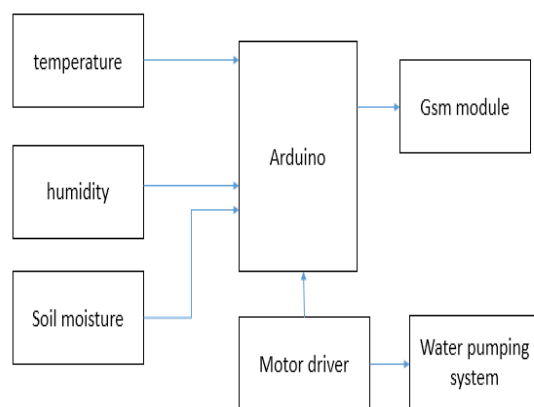 temperature
Gsm module
Arduino
humidity
Soil moisture
Motor driver
Water pumping
system